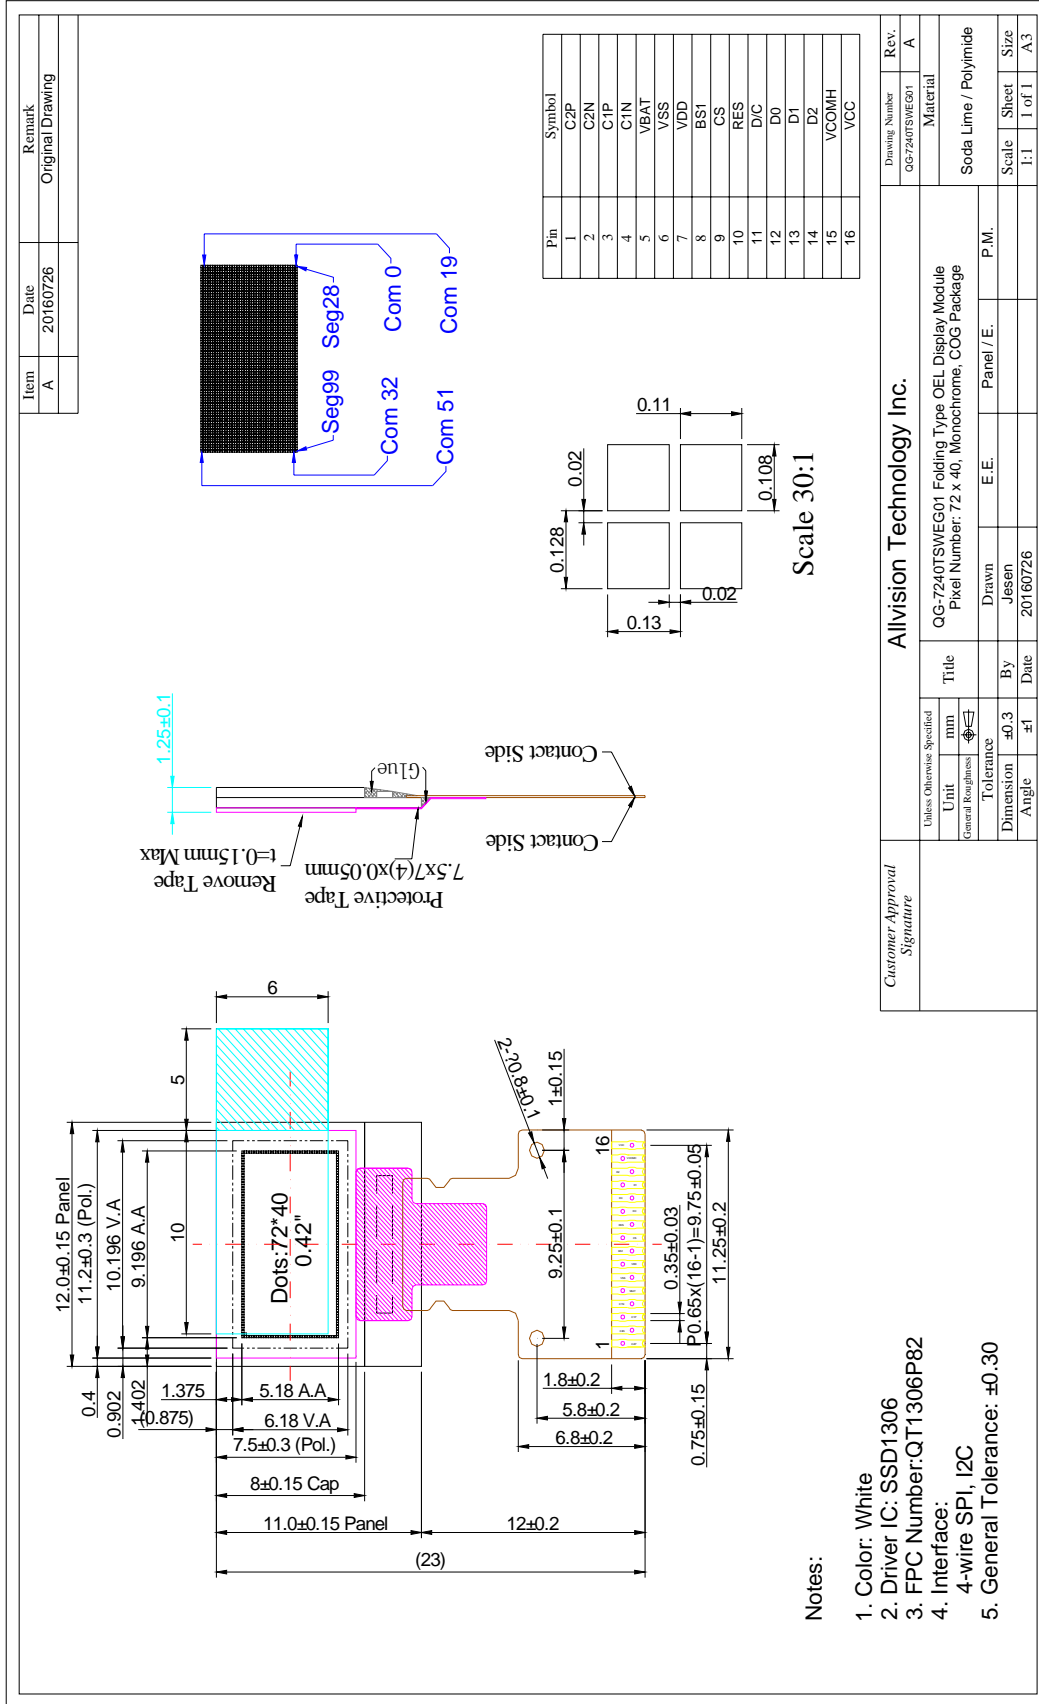 Item Date Remark
A 20160726 Original Drawing
12.0±0.15 Panel
11.2±0.3 (Pol.)
10.196 V.A
9.196 A.A
10
5
6
0.4
0.902
1.402
1.375
(0.875)
5.18 A.A
6.18 V.A
7.5±0.3 (Pol.)
8±0.15 Cap
11.0±0.15 Panel
12±0.2
(23)
Dots:72*40
0.42"
2-?0.8±0.1
1±0.15
9.25±0.1
1
16
0.35±0.03
P0.65x(16-1)=9.75±0.05
11.25±0.2
0.75±0.15
1.8±0.2
5.8±0.2
6.8±0.2
1.25±0.1
Remove Tape
t=0.15mm Max
Protective Tape
7.5x7(4)x0.05mm
Glue
Contact Side
Contact Side
Seg99 Seg28
Com 32 Com 0
Com 51 Com 19
0.128
0.02
0.11
0.13
0.02
0.108
Scale 30:1
Pin Symbol
1 C2P
2 C2N
3 C1P
4 C1N
5 VBAT
6 VSS
7 VDD
8 BS1
9 CS
10 RES
11 D/C
12 D0
13 D1
14 D2
15 VCOMH
16 VCC
Notes:
1. Color: White
2. Driver IC: SSD1306
3. FPC Number:QT1306P82
4. Interface:
4-wire SPI, I2C
5. General Tolerance: ±0.30
Customer Approval
Signature
Allvision Technology Inc.
Drawing Number Rev.
QG-7240TSWEG01 A
Unless Otherwise Specified
Unit mm
General Roughness
Tolerance
Dimension ±0.3
Angle ±1
Title
QG-7240TSWEG01 Folding Type OEL Display Module
Pixel Number: 72 x 40, Monochrome, COG Package
Material
Soda Lime / Polyimide
Drawn E.E. Panel / E. P.M.
By Jesen
Date 20160726
Scale Sheet Size
1:1 1 of 1 A3